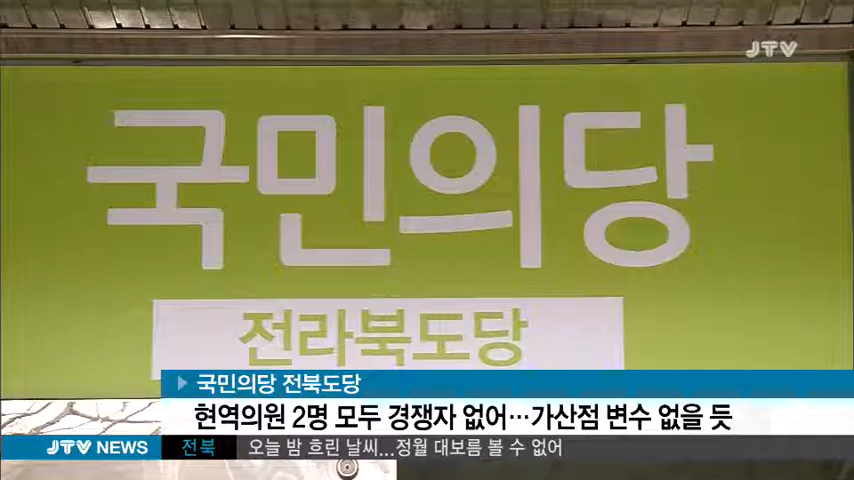 JTV
국민의당
전라북도당
국민의당 전북도당
현역의원 2명 모두 경쟁자 없어…가산점 변수 없을 듯
JTV NEWS
전북
오늘 밤 흐린 날씨...정월 대보름 볼 수 없어